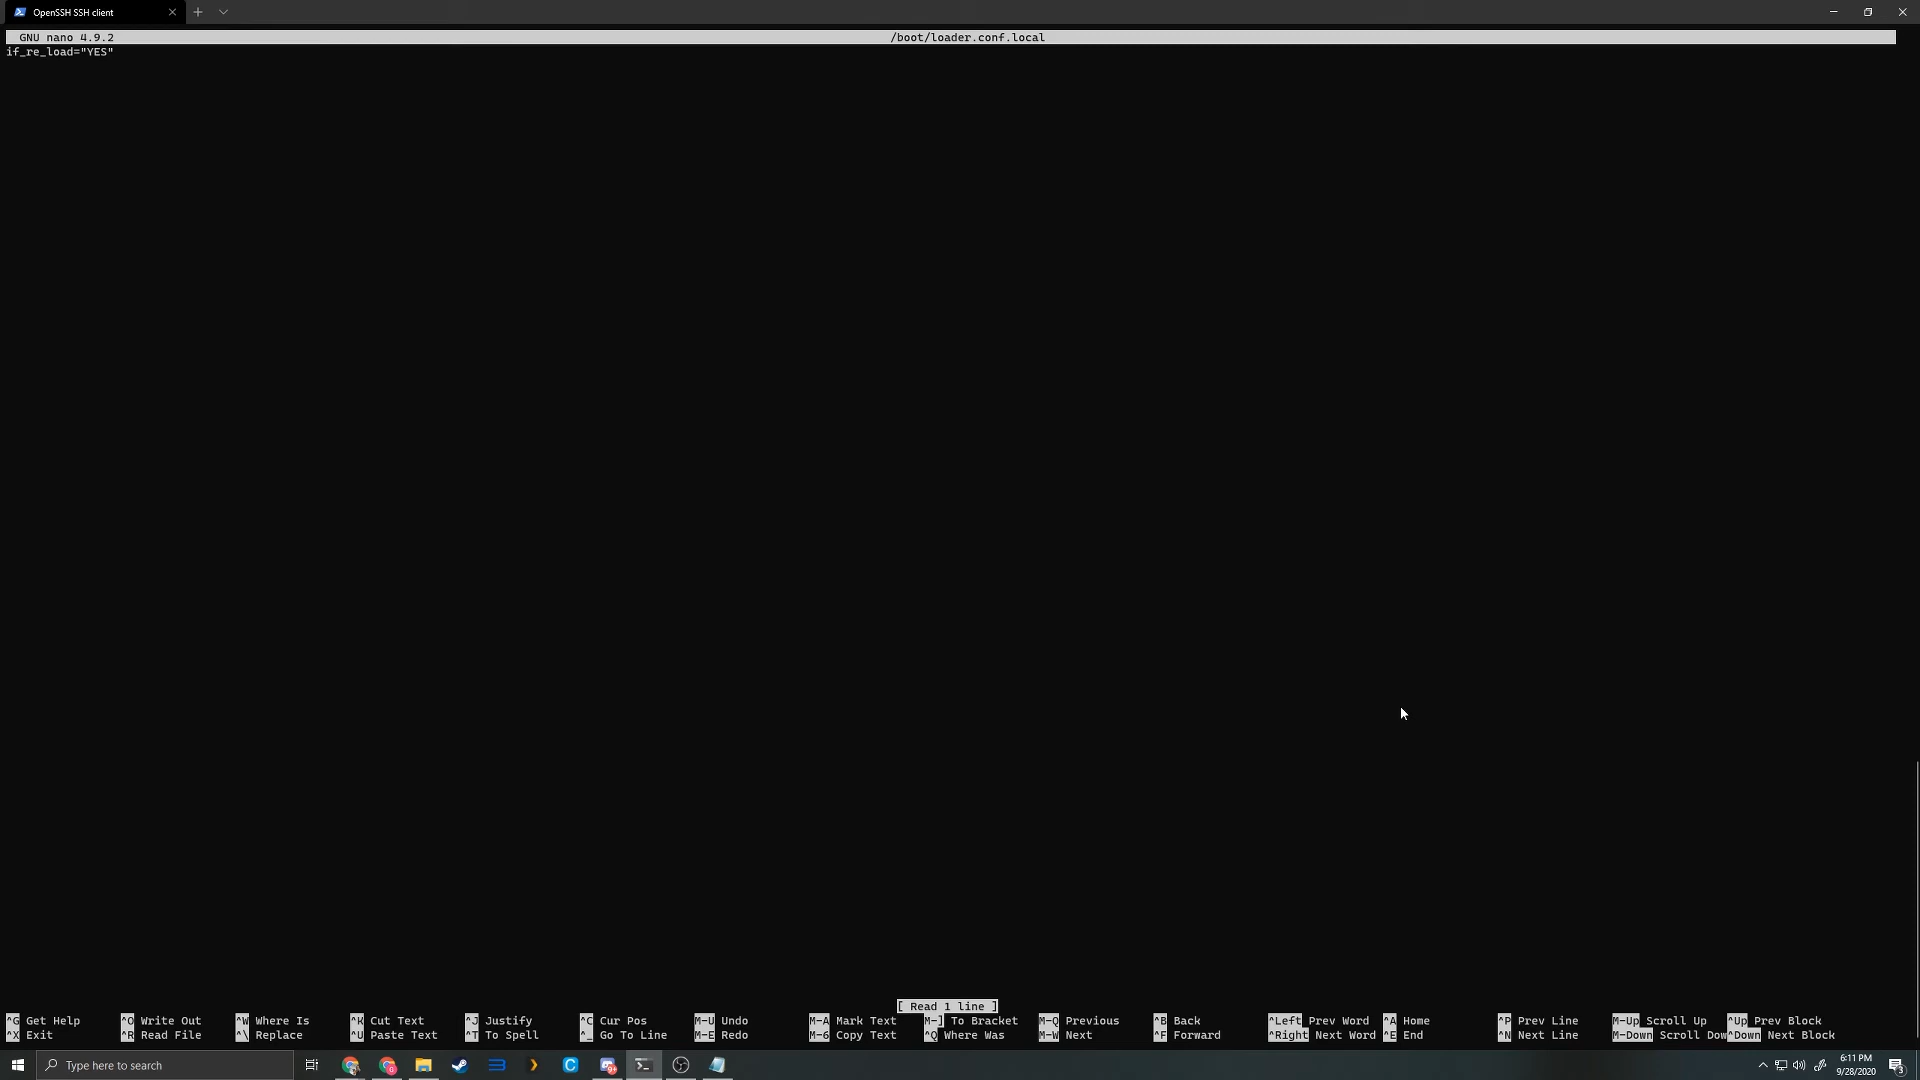 OpenSSH SSH client
GNU nano 4.9.2 /boot/loader.conf.local
if_re_load="YES"
[ Read 1 line ]
^G Get Help ^O Write Out ^W Where Is ^K Cut Text ^J Justify ^C Cur Pos M-U Undo M-A Mark Text M-] To Bracket M-Q Previous ^B Back ^Left Prev Word ^A Home ^P Prev Line M-Up Scroll Up ^Up Prev Block
^X Exit ^R Read File ^\ Replace ^U Paste Text ^T To Spell ^_ Go To Line M-E Redo M-6 Copy Text ^Q Where Was M-W Next ^F Forward ^Right Next Word ^E End ^N Next Line M-Down Scroll Dow^Down Next Block
Type here to search
6:11 PM
9/28/2020